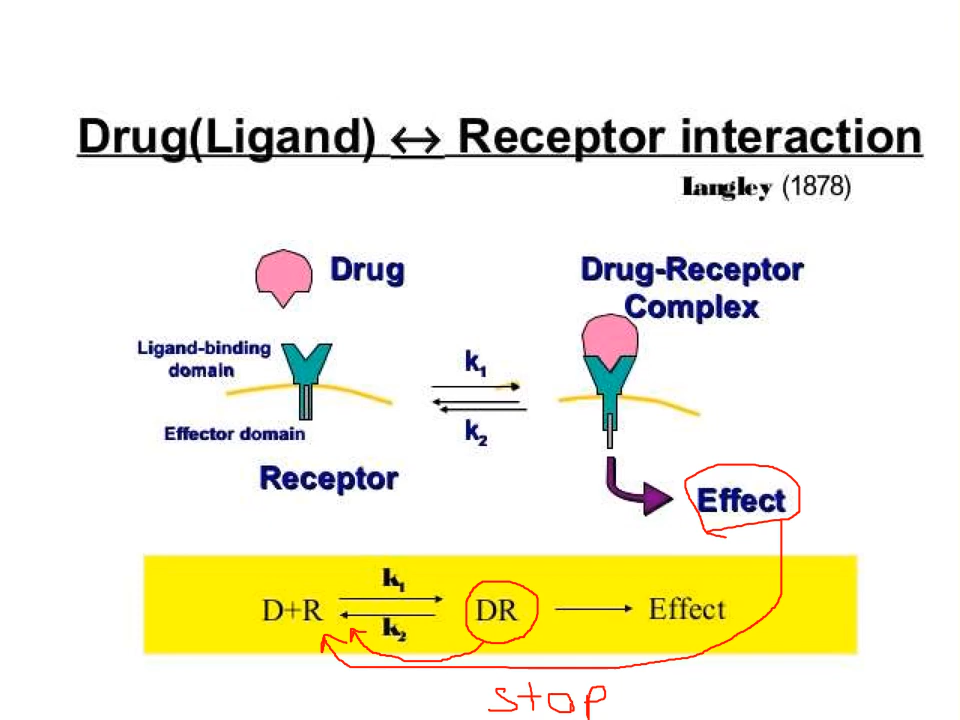 Drug(Ligand) ↔ Receptor interaction
Langley (1878)
Drug
Drug-Receptor
Complex
Ligand-binding
domain
k1
Effector domain
k2
Receptor
Effect
k1
D+R DR Effect
k2
stop